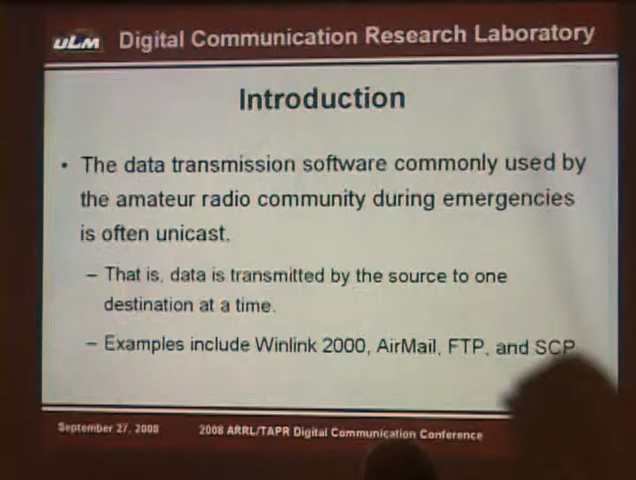 ULM Digital Communication Research Laboratory
Introduction
• The data transmission software commonly used by
the amateur radio community during emergencies
is often unicast.
– That is, data is transmitted by the source to one
destination at a time.
– Examples include Winlink 2000, AirMail, FTP, and SCP
September 27, 2008 2008 ARRL/TAPR Digital Communication Conference